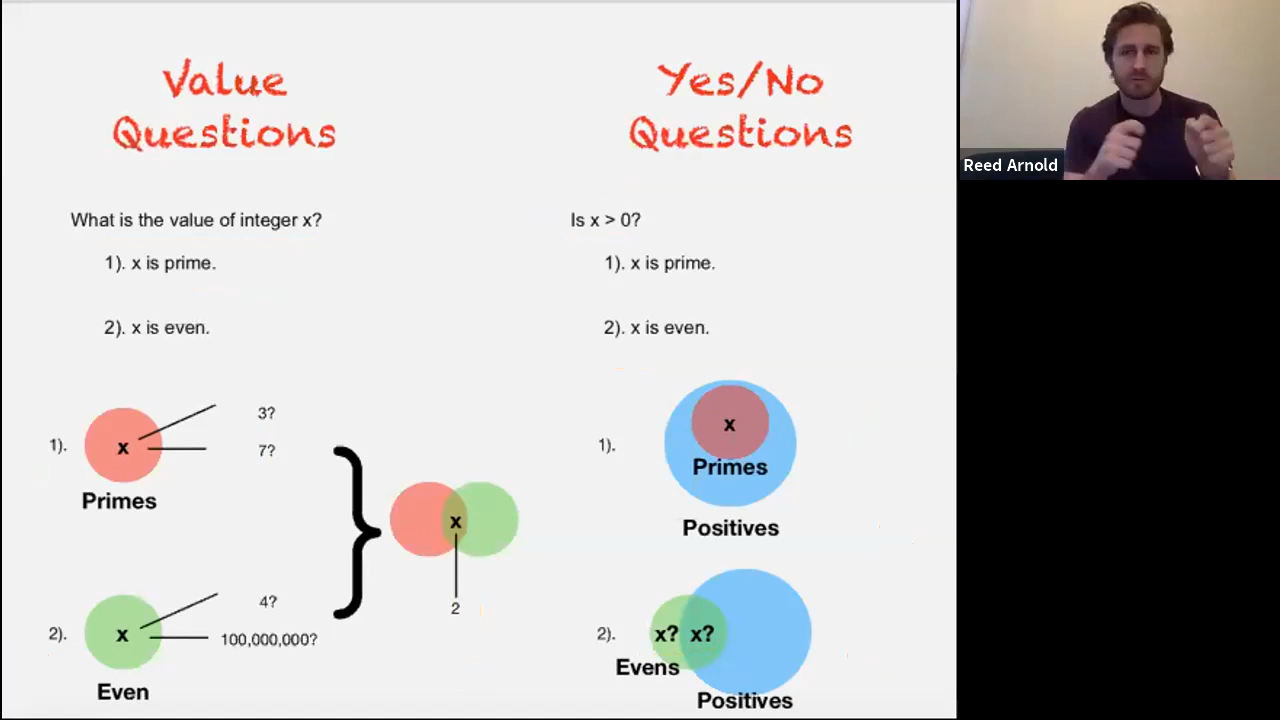 Value
Questions
What is the value of integer x?
1). x is prime.
2). x is even.
1).
x
3?
7?
Primes
x
2
2).
x
4?
100,000,000?
Even
Yes/No
Questions
Is x > 0?
1). x is prime.
2). x is even.
1).
x
Primes
Positives
2).
x? x?
Evens
Positives
Reed Arnold